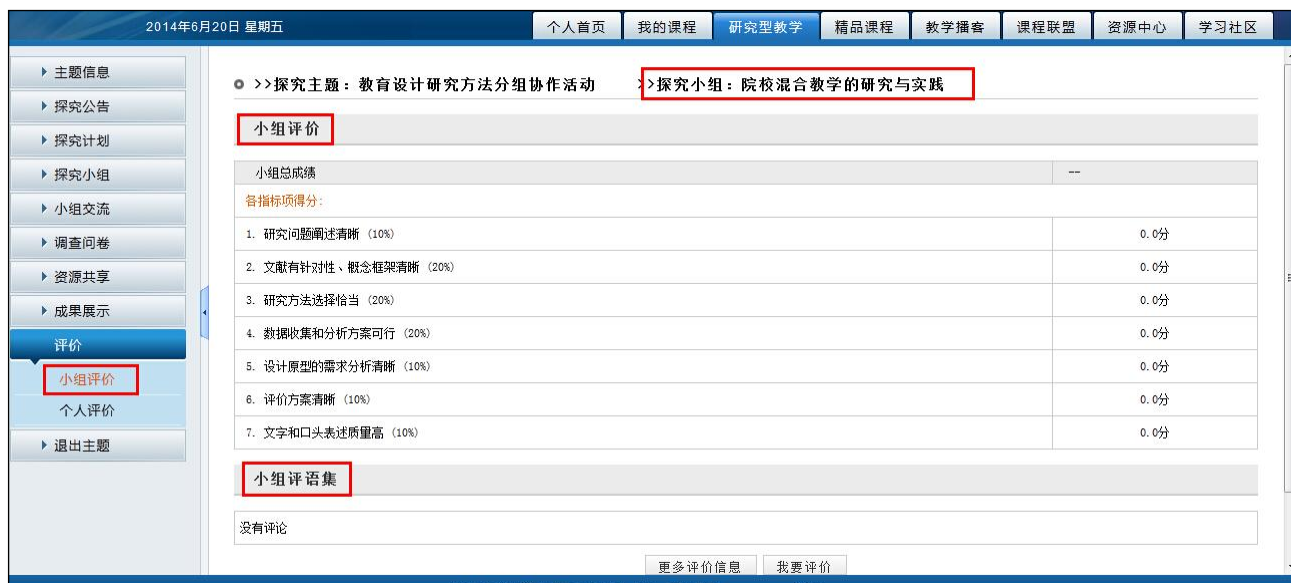 2014年6月20日 星期五
个人首页 我的课程 研究型教学 精品课程 教学播客 课程联盟 资源中心 学习社区
主题信息
探究公告
探究计划
探究小组
小组交流
调查问卷
资源共享
成果展示
评价
小组评价
个人评价
退出主题
>>探究主题：教育设计研究方法分组协作活动 >>探究小组：院校混合教学的研究与实践
小组评价
小组总成绩 --
各指标项得分:
1. 研究问题阐述清晰 (10%) 0.0分
2. 文献有针对性、概念框架清晰 (20%) 0.0分
3. 研究方法选择恰当 (20%) 0.0分
4. 数据收集和分析方案可行 (20%) 0.0分
5. 设计原型的需求分析清晰 (10%) 0.0分
6. 评价方案清晰 (10%) 0.0分
7. 文字和口头表述质量高 (10%) 0.0分
小组评语集
没有评论
更多评价信息 我要评价